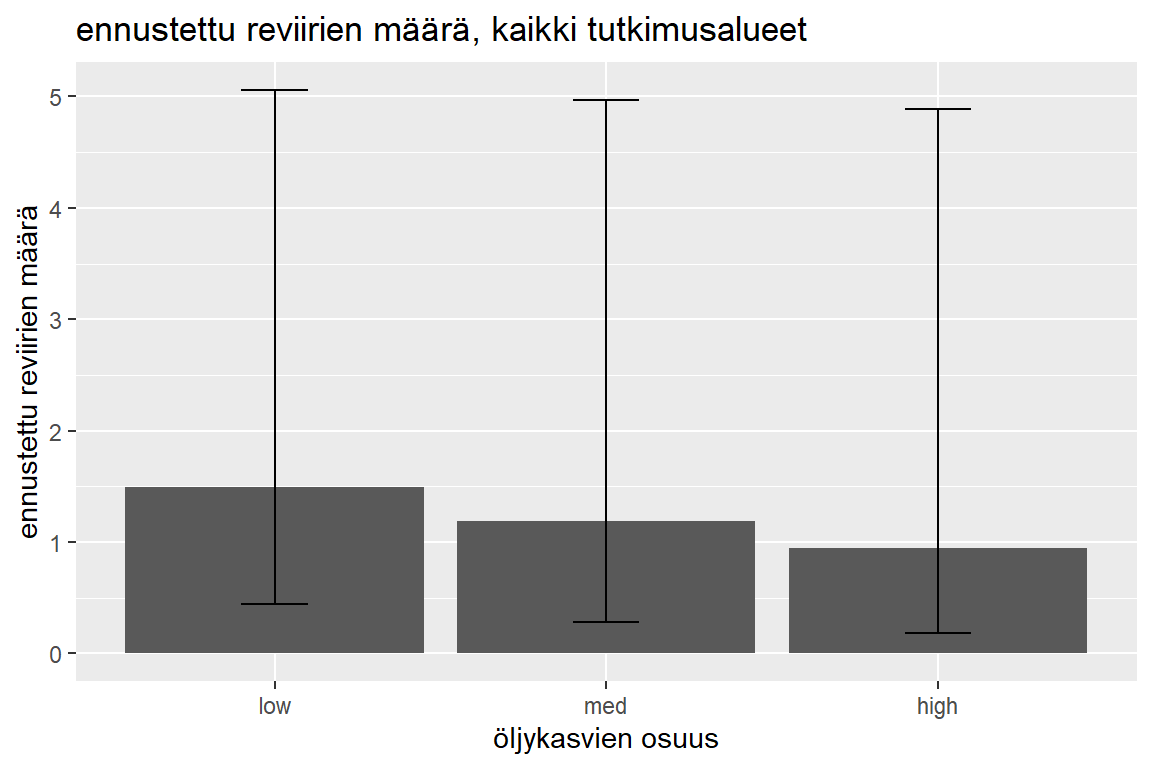 ennustettu reviirien määrä, kaikki tutkimusalueet
ennustettu reviirien määrä
5
4
3
2
1
0
low
med
high
öljykasvien osuus